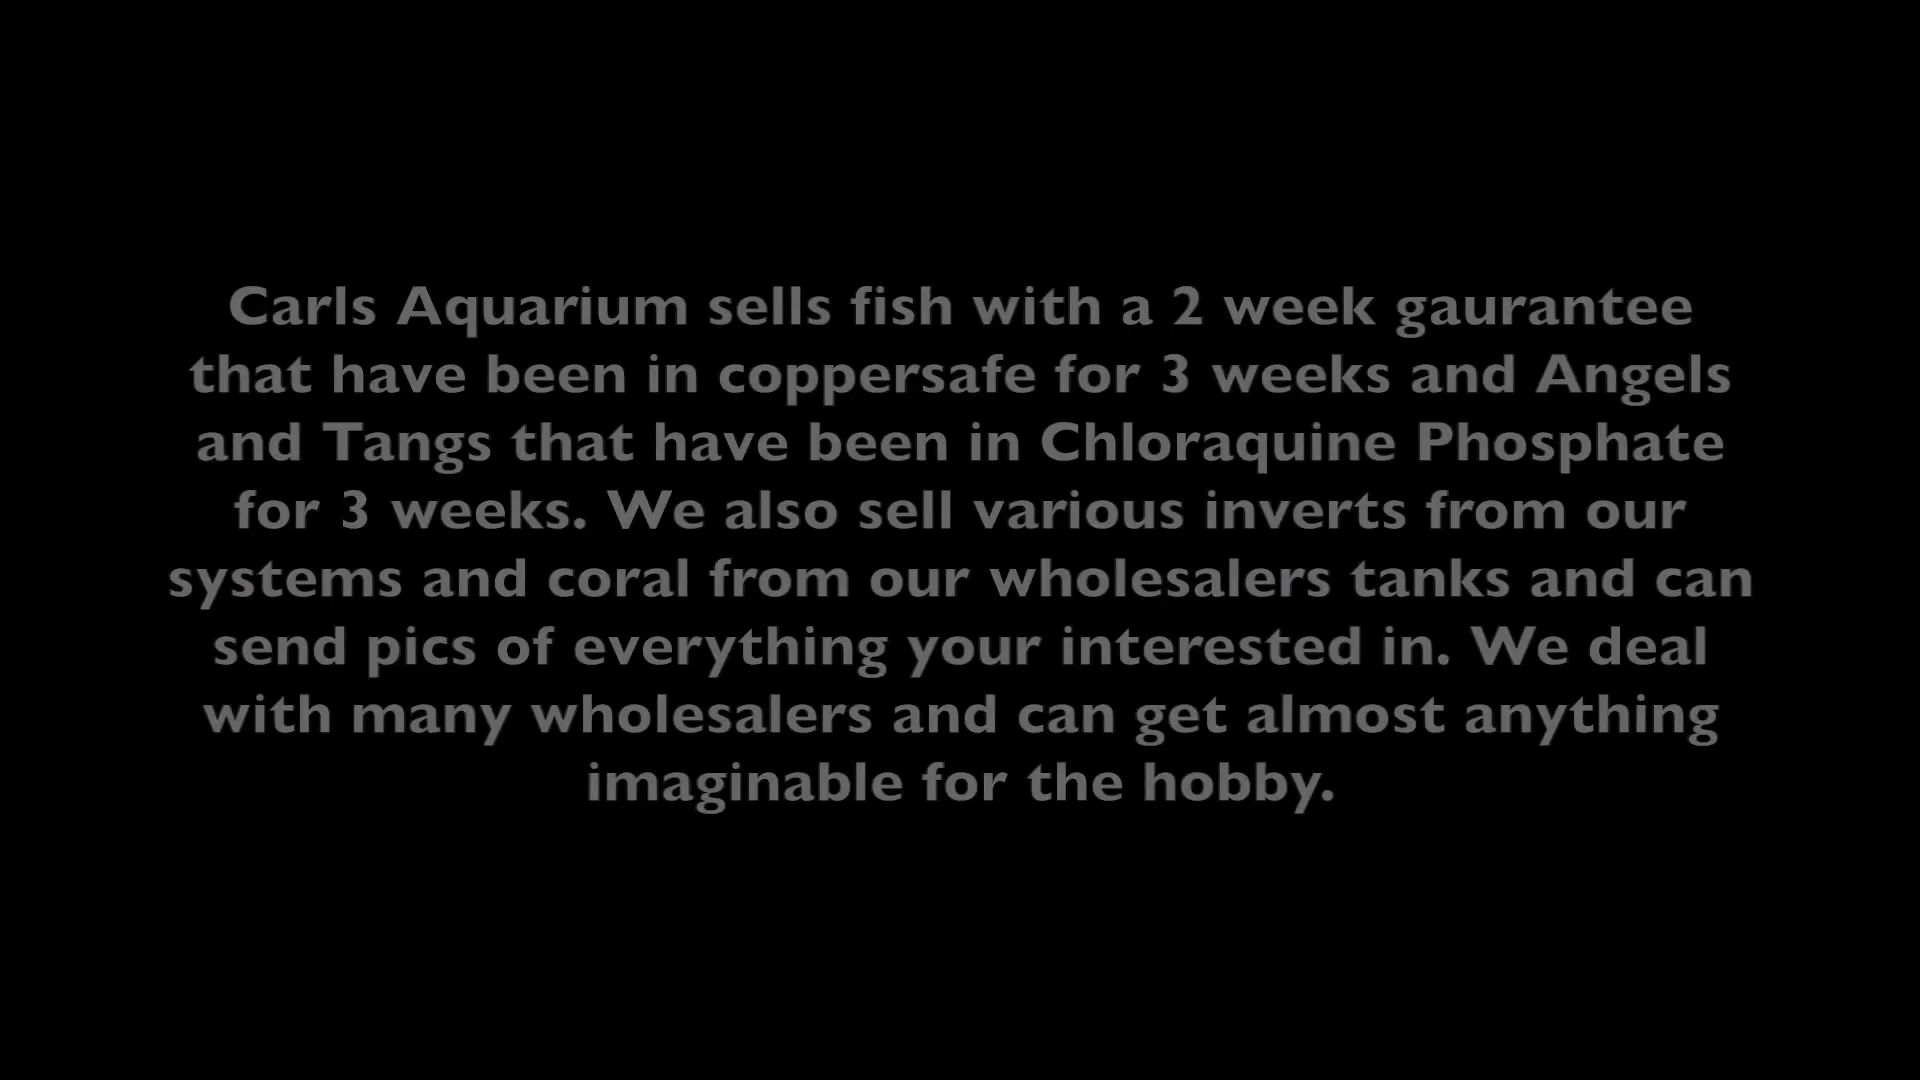 Carls Aquarium sells fish with a 2 week gaurantee
that have been in coppersafe for 3 weeks and Angels
and Tangs that have been in Chloraquine Phosphate
for 3 weeks. We also sell various inverts from our
systems and coral from our wholesalers tanks and can
send pics of everything your interested in. We deal
with many wholesalers and can get almost anything
imaginable for the hobby.